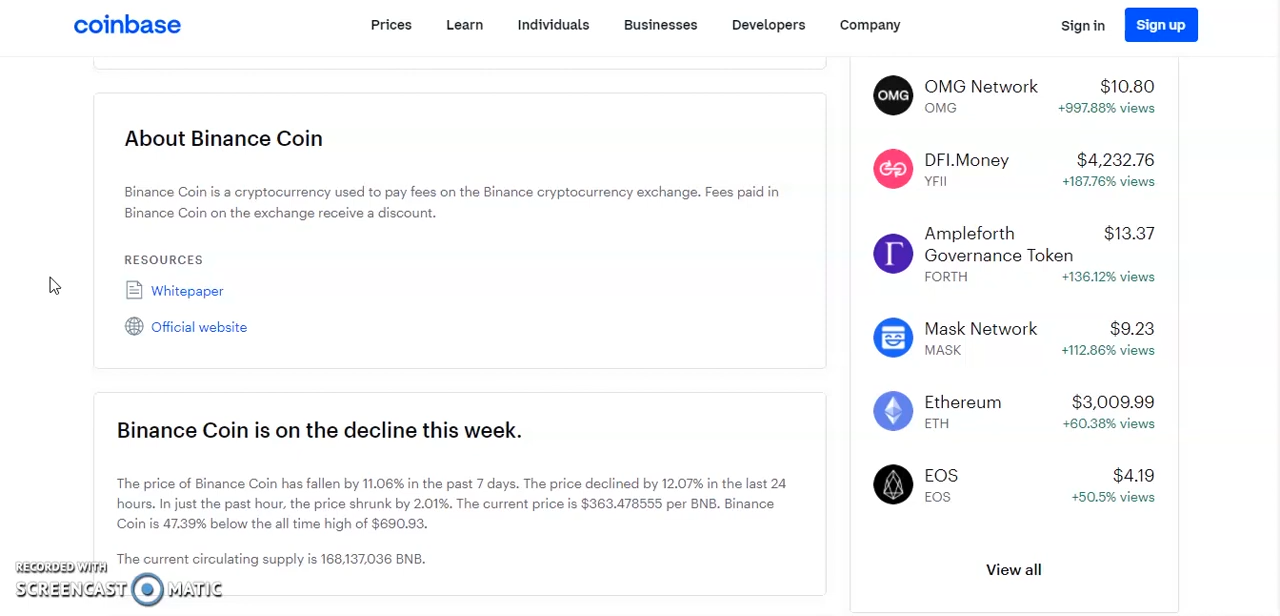 coinbase
Prices
Learn
Individuals
Businesses
Developers
Company
Sign in
Sign up
About Binance Coin
Binance Coin is a cryptocurrency used to pay fees on the Binance cryptocurrency exchange. Fees paid in
Binance Coin on the exchange receive a discount.
RESOURCES
Whitepaper
Official website
Binance Coin is on the decline this week.
The price of Binance Coin has fallen by 11.06% in the past 7 days. The price declined by 12.07% in the last 24
hours. In just the past hour, the price shrunk by 2.01%. The current price is $363.478555 per BNB. Binance
Coin is 47.39% below the all time high of $690.93.
The current circulating supply is 168,137,036 BNB.
OMG
OMG Network $10.80
OMG +997.88% views
DFI.Money $4,232.76
YFII +187.76% views
Ampleforth $13.37
Governance Token
FORTH +136.12% views
Mask Network $9.23
MASK +112.86% views
Ethereum $3,009.99
ETH +60.38% views
EOS $4.19
EOS +50.5% views
View all
RECORDED WITH
SCREENCAST MATIC